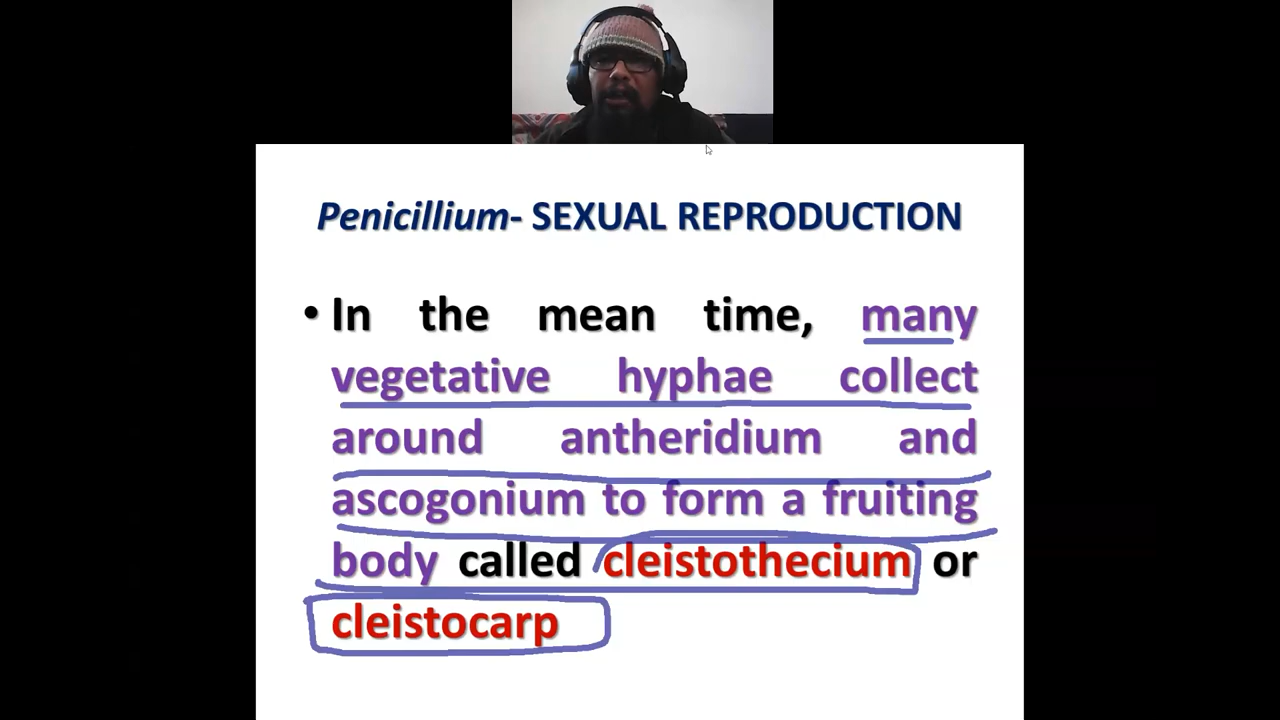 Penicillium- SEXUAL REPRODUCTION
• In the mean time, many
vegetative hyphae collect
around antheridium and
ascogonium to form a fruiting
body called cleistothecium or
cleistocarp